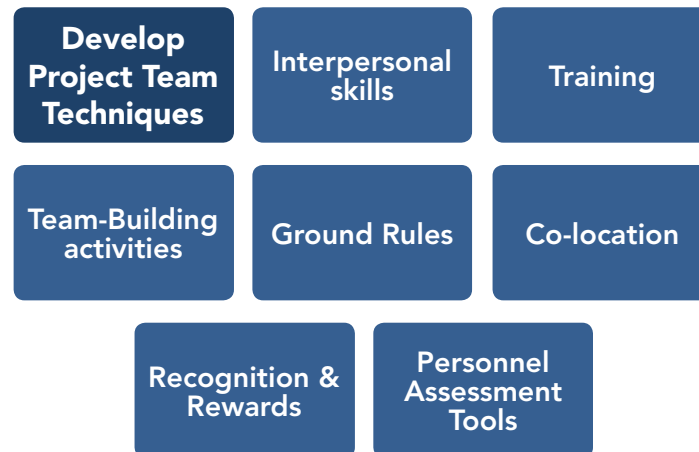 Develop
Project Team
Techniques
Interpersonal
skills
Training
Team-Building
activities
Ground Rules
Co-location
Recognition &
Rewards
Personnel
Assessment
Tools